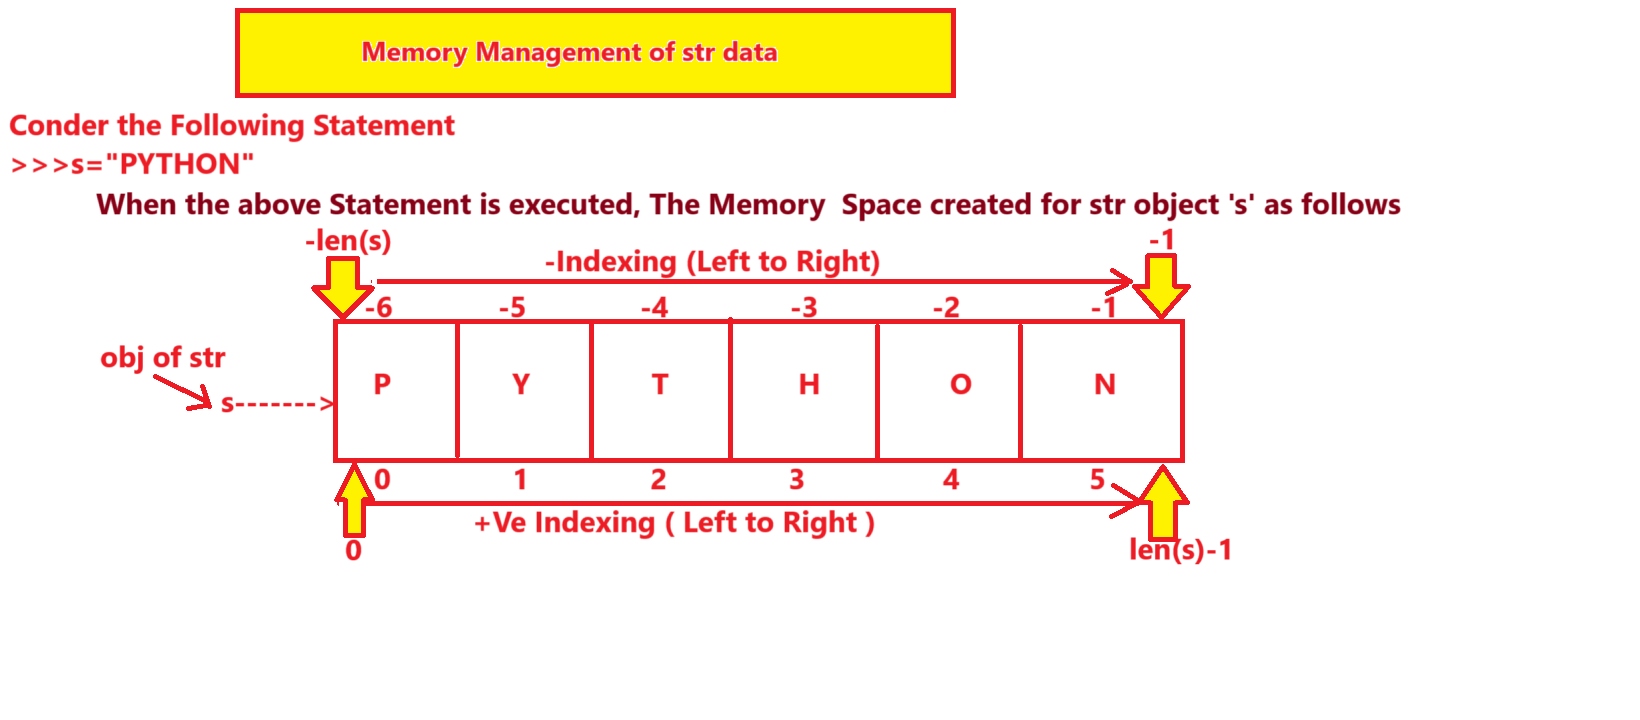 Memory Management of str data
Conder the Following Statement
>>>s="PYTHON"
When the above Statement is executed, The Memory  Space created for str object 's' as follows
-len(s) -1
-Indexing (Left to Right)
-6 -5 -4 -3 -2 -1
obj of str
P Y T H O N
s------->
0 1 2 3 4 5
+Ve Indexing ( Left to Right )
0 len(s)-1